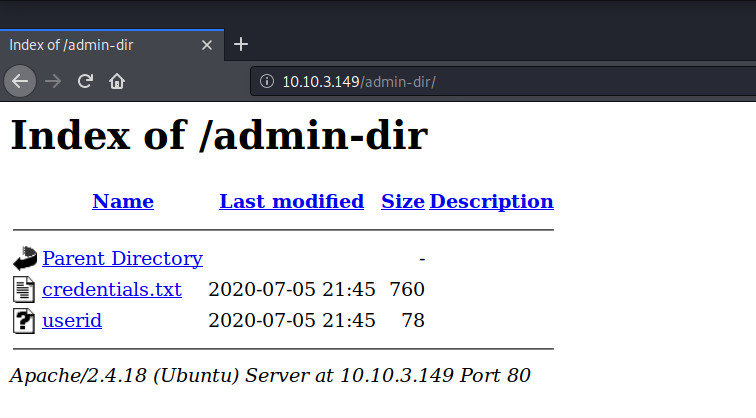 Index of /admin-dir
10.10.3.149/admin-dir/
Index of /admin-dir
Name Last modified Size Description
Parent Directory -
credentials.txt 2020-07-05 21:45 760
userid 2020-07-05 21:45 78
Apache/2.4.18 (Ubuntu) Server at 10.10.3.149 Port 80